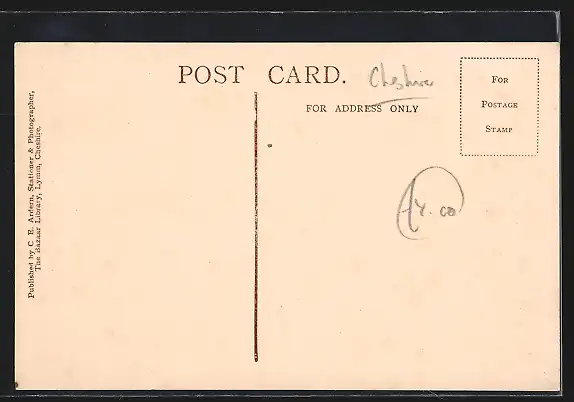 POST CARD.
Cheshire
FOR ADDRESS ONLY
FOR
POSTAGE
STAMP
4.00
Published by C. E. Ardern, Stationer & Photographer,
The Bazaar Library, Lymm, Cheshire.